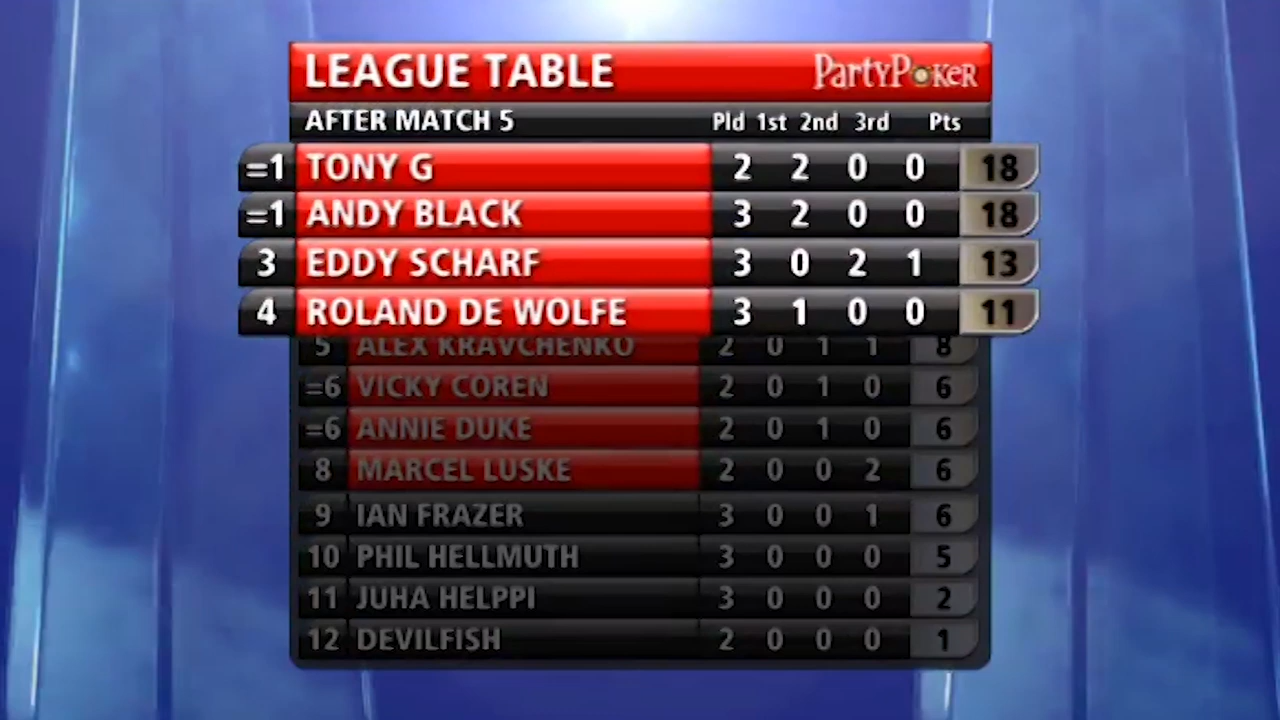 LEAGUE TABLE PartyPoker
AFTER MATCH 5 Pld 1st 2nd 3rd Pts
=1 TONY G 2 2 0 0 18
=1 ANDY BLACK 3 2 0 0 18
3 EDDY SCHARF 3 0 2 1 13
4 ROLAND DE WOLFE 3 1 0 0 11
5 ALEX KRAVCHENKO 2 0 1 1 8
=6 VICKY COREN 2 0 1 0 6
=6 ANNIE DUKE 2 0 1 0 6
8 MARCEL LUSKE 2 0 0 2 6
9 IAN FRAZER 3 0 0 1 6
10 PHIL HELLMUTH 3 0 0 0 5
11 JUHA HELPPI 3 0 0 0 2
12 DEVILFISH 2 0 0 0 1